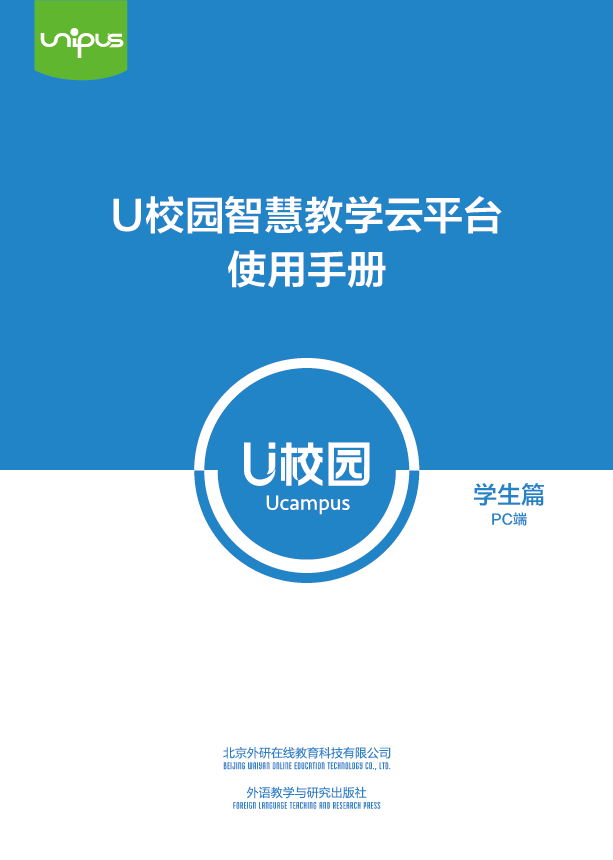 unipus
U校园智慧教学云平台
使用手册
U校园
Ucampus
学生篇
PC端
北京外研在线教育科技有限公司
BEIJING WAIYAN ONLINE EDUCATION TECHNOLOGY CO., LTD.
外语教学与研究出版社
FOREIGN LANGUAGE TEACHING AND RESEARCH PRESS